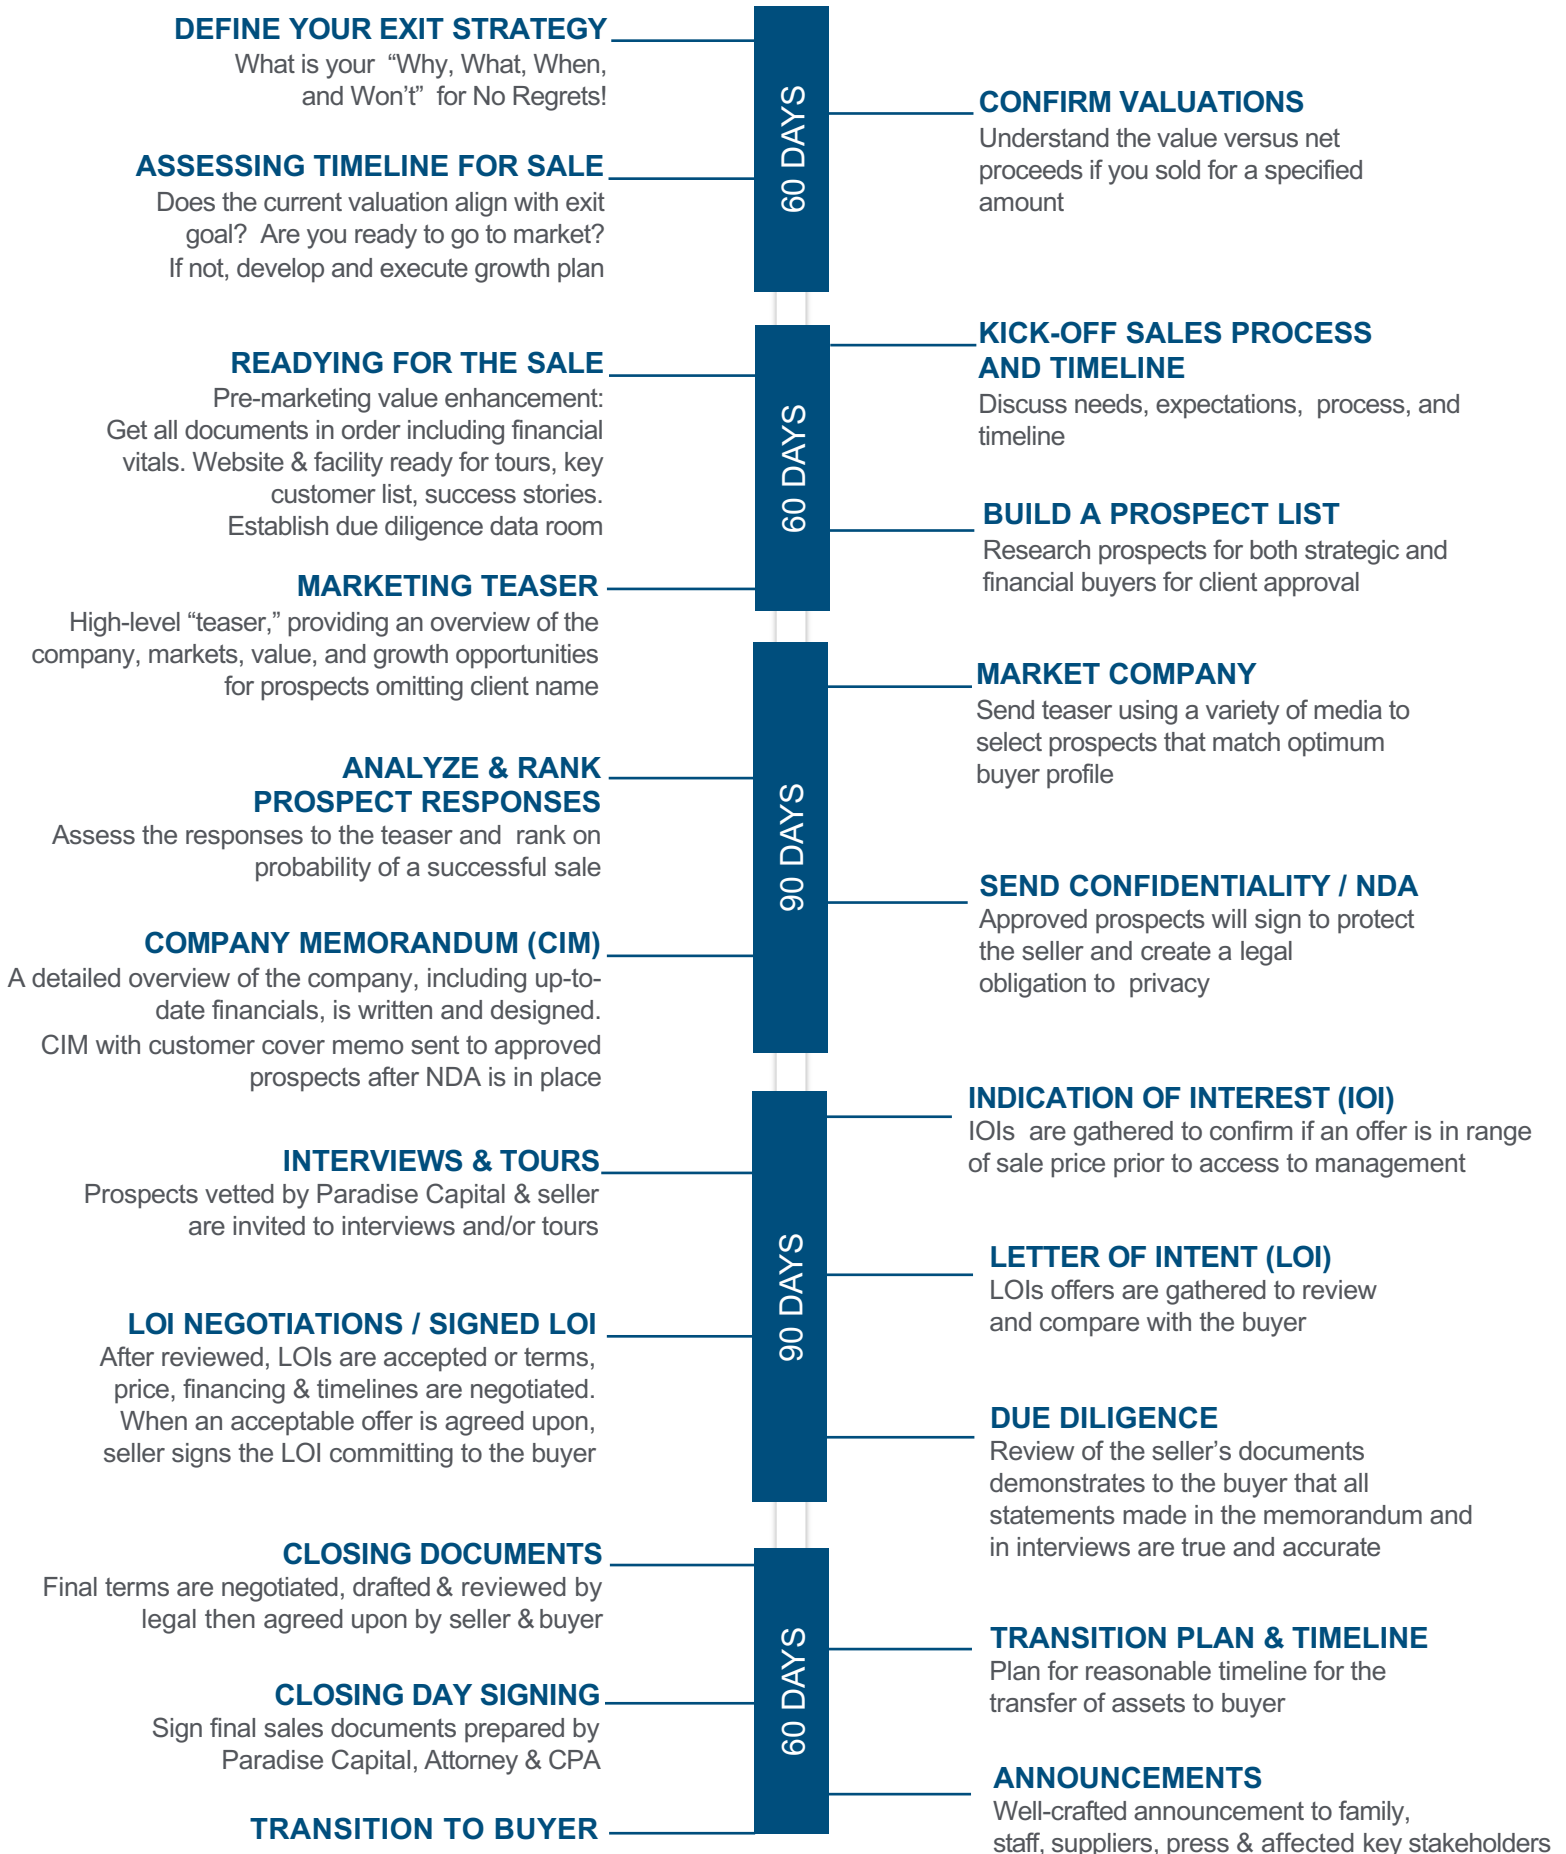 DEFINE YOUR EXIT STRATEGY
What is your “Why, What, When,
and Won’t” for No Regrets!
60 DAYS
CONFIRM VALUATIONS
Understand the value versus net
proceeds if you sold for a specified
amount
ASSESSING TIMELINE FOR SALE
Does the current valuation align with exit
goal? Are you ready to go to market?
If not, develop and execute growth plan
KICK-OFF SALES PROCESS
AND TIMELINE
Discuss needs, expectations, process, and
timeline
60 DAYS
READYING FOR THE SALE
Pre-marketing value enhancement:
Get all documents in order including financial
vitals. Website & facility ready for tours, key
customer list, success stories.
Establish due diligence data room
BUILD A PROSPECT LIST
Research prospects for both strategic and
financial buyers for client approval
MARKETING TEASER
High-level “teaser,” providing an overview of the
company, markets, value, and growth opportunities
for prospects omitting client name
MARKET COMPANY
Send teaser using a variety of media to
select prospects that match optimum
buyer profile
90 DAYS
ANALYZE & RANK
PROSPECT RESPONSES
Assess the responses to the teaser and rank on
probability of a successful sale
SEND CONFIDENTIALITY / NDA
Approved prospects will sign to protect
the seller and create a legal
obligation to privacy
COMPANY MEMORANDUM (CIM)
A detailed overview of the company, including up-to-
date financials, is written and designed.
CIM with customer cover memo sent to approved
prospects after NDA is in place
INDICATION OF INTEREST (IOI)
IOIs are gathered to confirm if an offer is in range
of sale price prior to access to management
90 DAYS
INTERVIEWS & TOURS
Prospects vetted by Paradise Capital & seller
are invited to interviews and/or tours
LETTER OF INTENT (LOI)
LOIs offers are gathered to review
and compare with the buyer
LOI NEGOTIATIONS / SIGNED LOI
After reviewed, LOIs are accepted or terms,
price, financing & timelines are negotiated.
When an acceptable offer is agreed upon,
seller signs the LOI committing to the buyer
DUE DILIGENCE
Review of the seller’s documents
demonstrates to the buyer that all
statements made in the memorandum and
in interviews are true and accurate
CLOSING DOCUMENTS
Final terms are negotiated, drafted & reviewed by
legal then agreed upon by seller & buyer
60 DAYS
TRANSITION PLAN & TIMELINE
Plan for reasonable timeline for the
transfer of assets to buyer
CLOSING DAY SIGNING
Sign final sales documents prepared by
Paradise Capital, Attorney & CPA
ANNOUNCEMENTS
Well-crafted announcement to family,
staff, suppliers, press & affected key stakeholders
TRANSITION TO BUYER